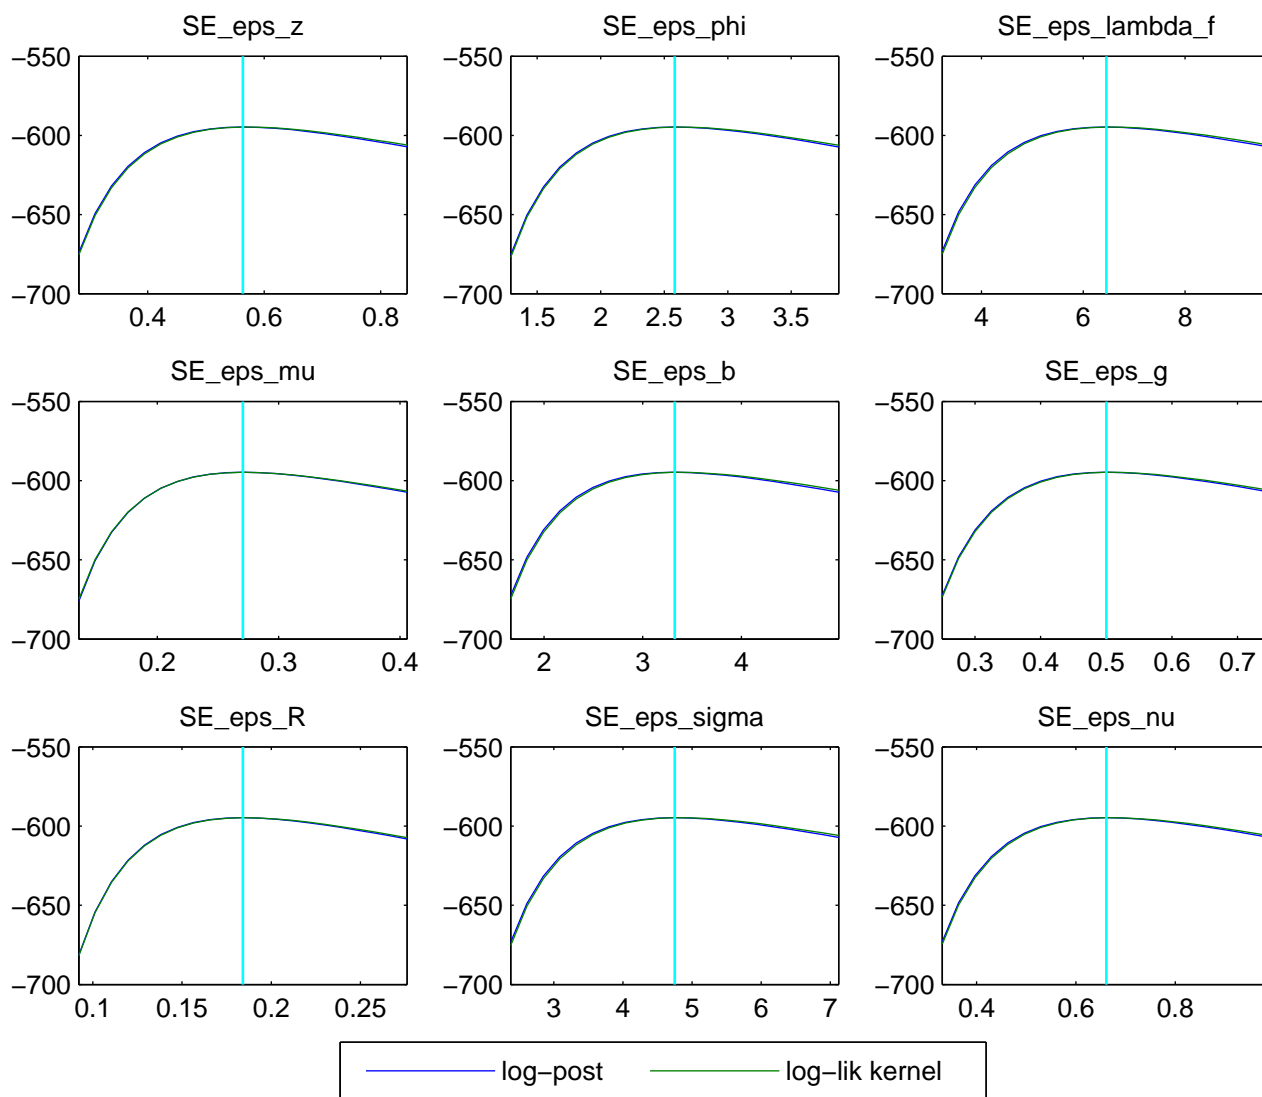 SE_eps_z SE_eps_phi SE_eps_lambda_f
−550 −550 −550
−600 −600 −600
−650 −650 −650
−700 −700 −700
0.4 0.6 0.8 1.5 2 2.5 3 3.5 4 6 8
SE_eps_mu SE_eps_b SE_eps_g
−550 −550 −550
−600 −600 −600
−650 −650 −650
−700 −700 −700
0.2 0.3 0.4 2 3 4 0.3 0.4 0.5 0.6 0.7
SE_eps_R SE_eps_sigma SE_eps_nu
−550 −550 −550
−600 −600 −600
−650 −650 −650
−700 −700 −700
0.1 0.15 0.2 0.25 3 4 5 6 7 0.4 0.6 0.8
log−post log−lik kernel